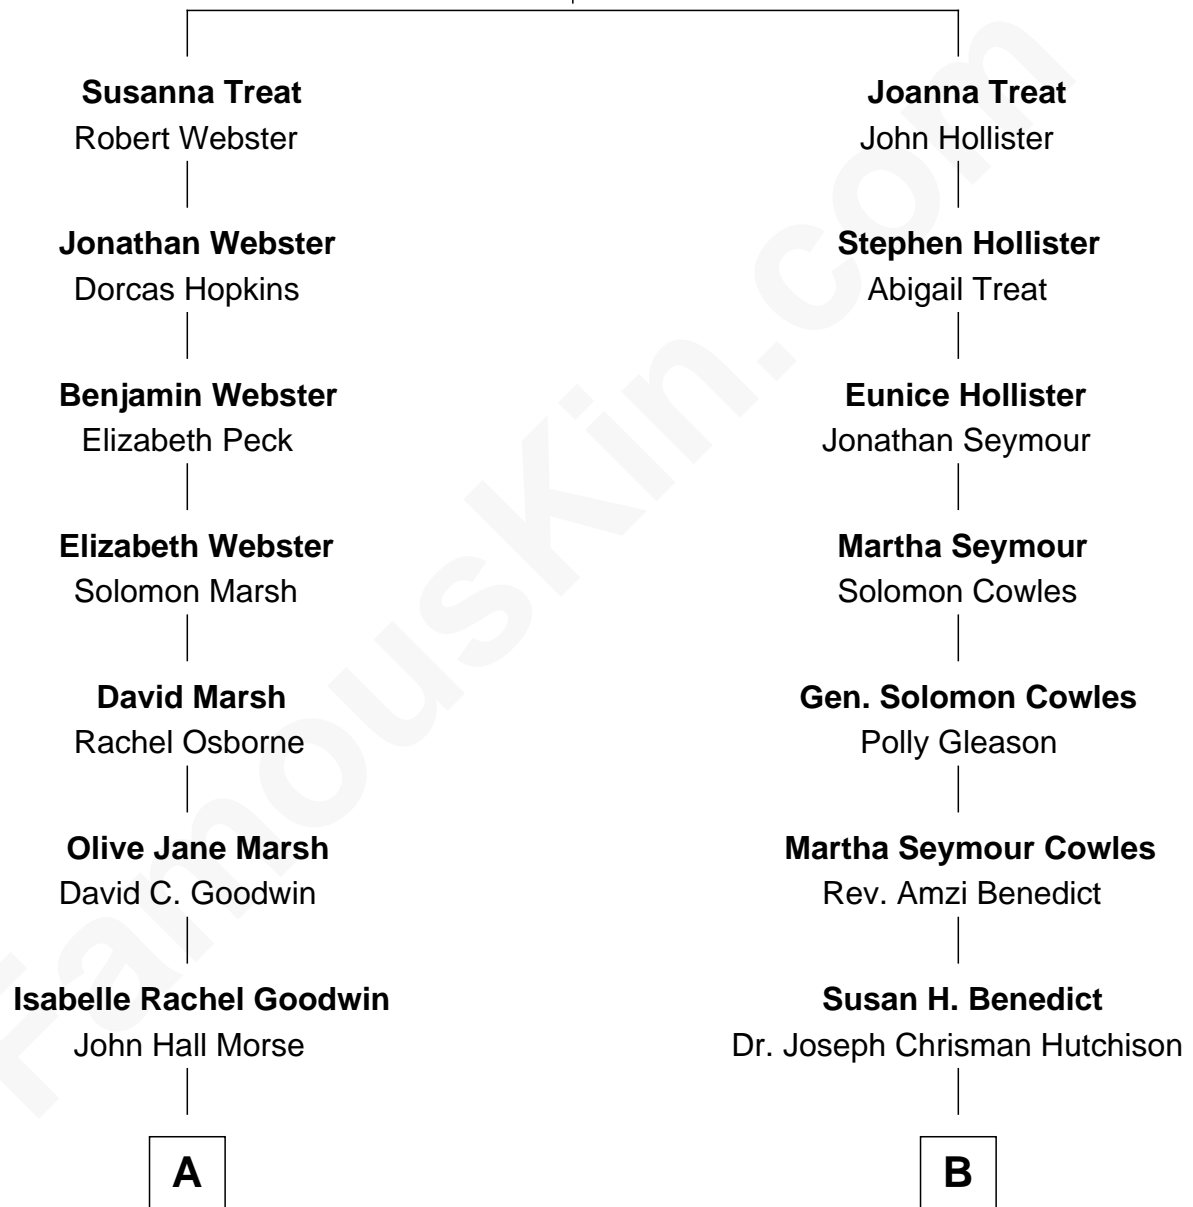 Susanna Treat
Robert Webster
Joanna Treat
John Hollister
Jonathan Webster
Dorcas Hopkins
Stephen Hollister
Abigail Treat
Benjamin Webster
Elizabeth Peck
Eunice Hollister
Jonathan Seymour
Elizabeth Webster
Solomon Marsh
Martha Seymour
Solomon Cowles
David Marsh
Rachel Osborne
Gen. Solomon Cowles
Polly Gleason
Olive Jane Marsh
David C. Goodwin
Martha Seymour Cowles
Rev. Amzi Benedict
Isabelle Rachel Goodwin
John Hall Morse
Susan H. Benedict
Dr. Joseph Chrisman Hutchison
A
B
FamousKin.com